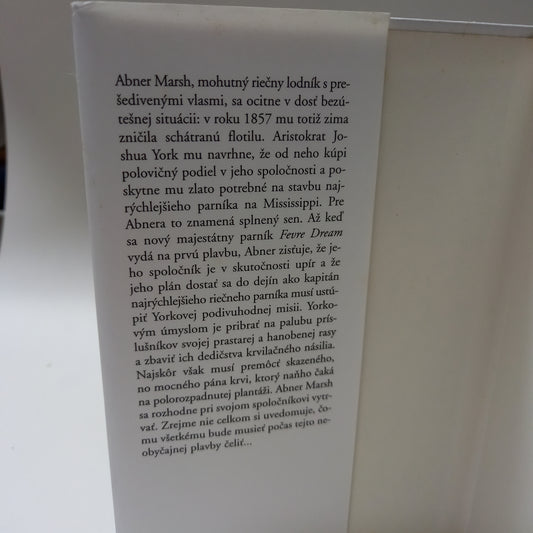 Abner Marsh, mohutný riečny lodník s pre-
šedivenými vlasmi, sa ocitne v dosť bezú-
tešnej situácii: v roku 1857 mu totiž zima
zničila schátranú flotilu. Aristokrat Jo-
shua York mu navrhne, že od neho kúpi
polovičný podiel v jeho spoločnosti a po-
skytne mu zlato potrebné na stavbu naj-
rýchlejšieho parníka na Mississippi. Pre
Abnera to znamená splnený sen. Až keď
sa nový majestátny parník Fevre Dream
vydá na prvú plavbu, Abner zisťuje, že je-
ho spoločník je v skutočnosti upír a že
jeho plán dostať sa do dejín ako kapitán
najrýchlejšieho riečneho parníka musí ustú-
piť Yorkovej podivuhodnej misii. Yorko-
vým úmyslom je pribrať na palubu prís-
lušníkov svojej prastarej a hanobenej rasy
a zbaviť ich dedičstva krvilačného násilia.
Najskôr však musí premôcť skazeného,
no mocného pána krvi, ktorý naňho čaká
na polorozpadnutej plantáži. Abner Marsh
sa rozhodne pri svojom spoločníkovi vytr-
vať. Zrejme nie celkom si uvedomuje, čo-
mu všetkému bude musieť počas tejto ne-
obyčajnej plavby čeliť...